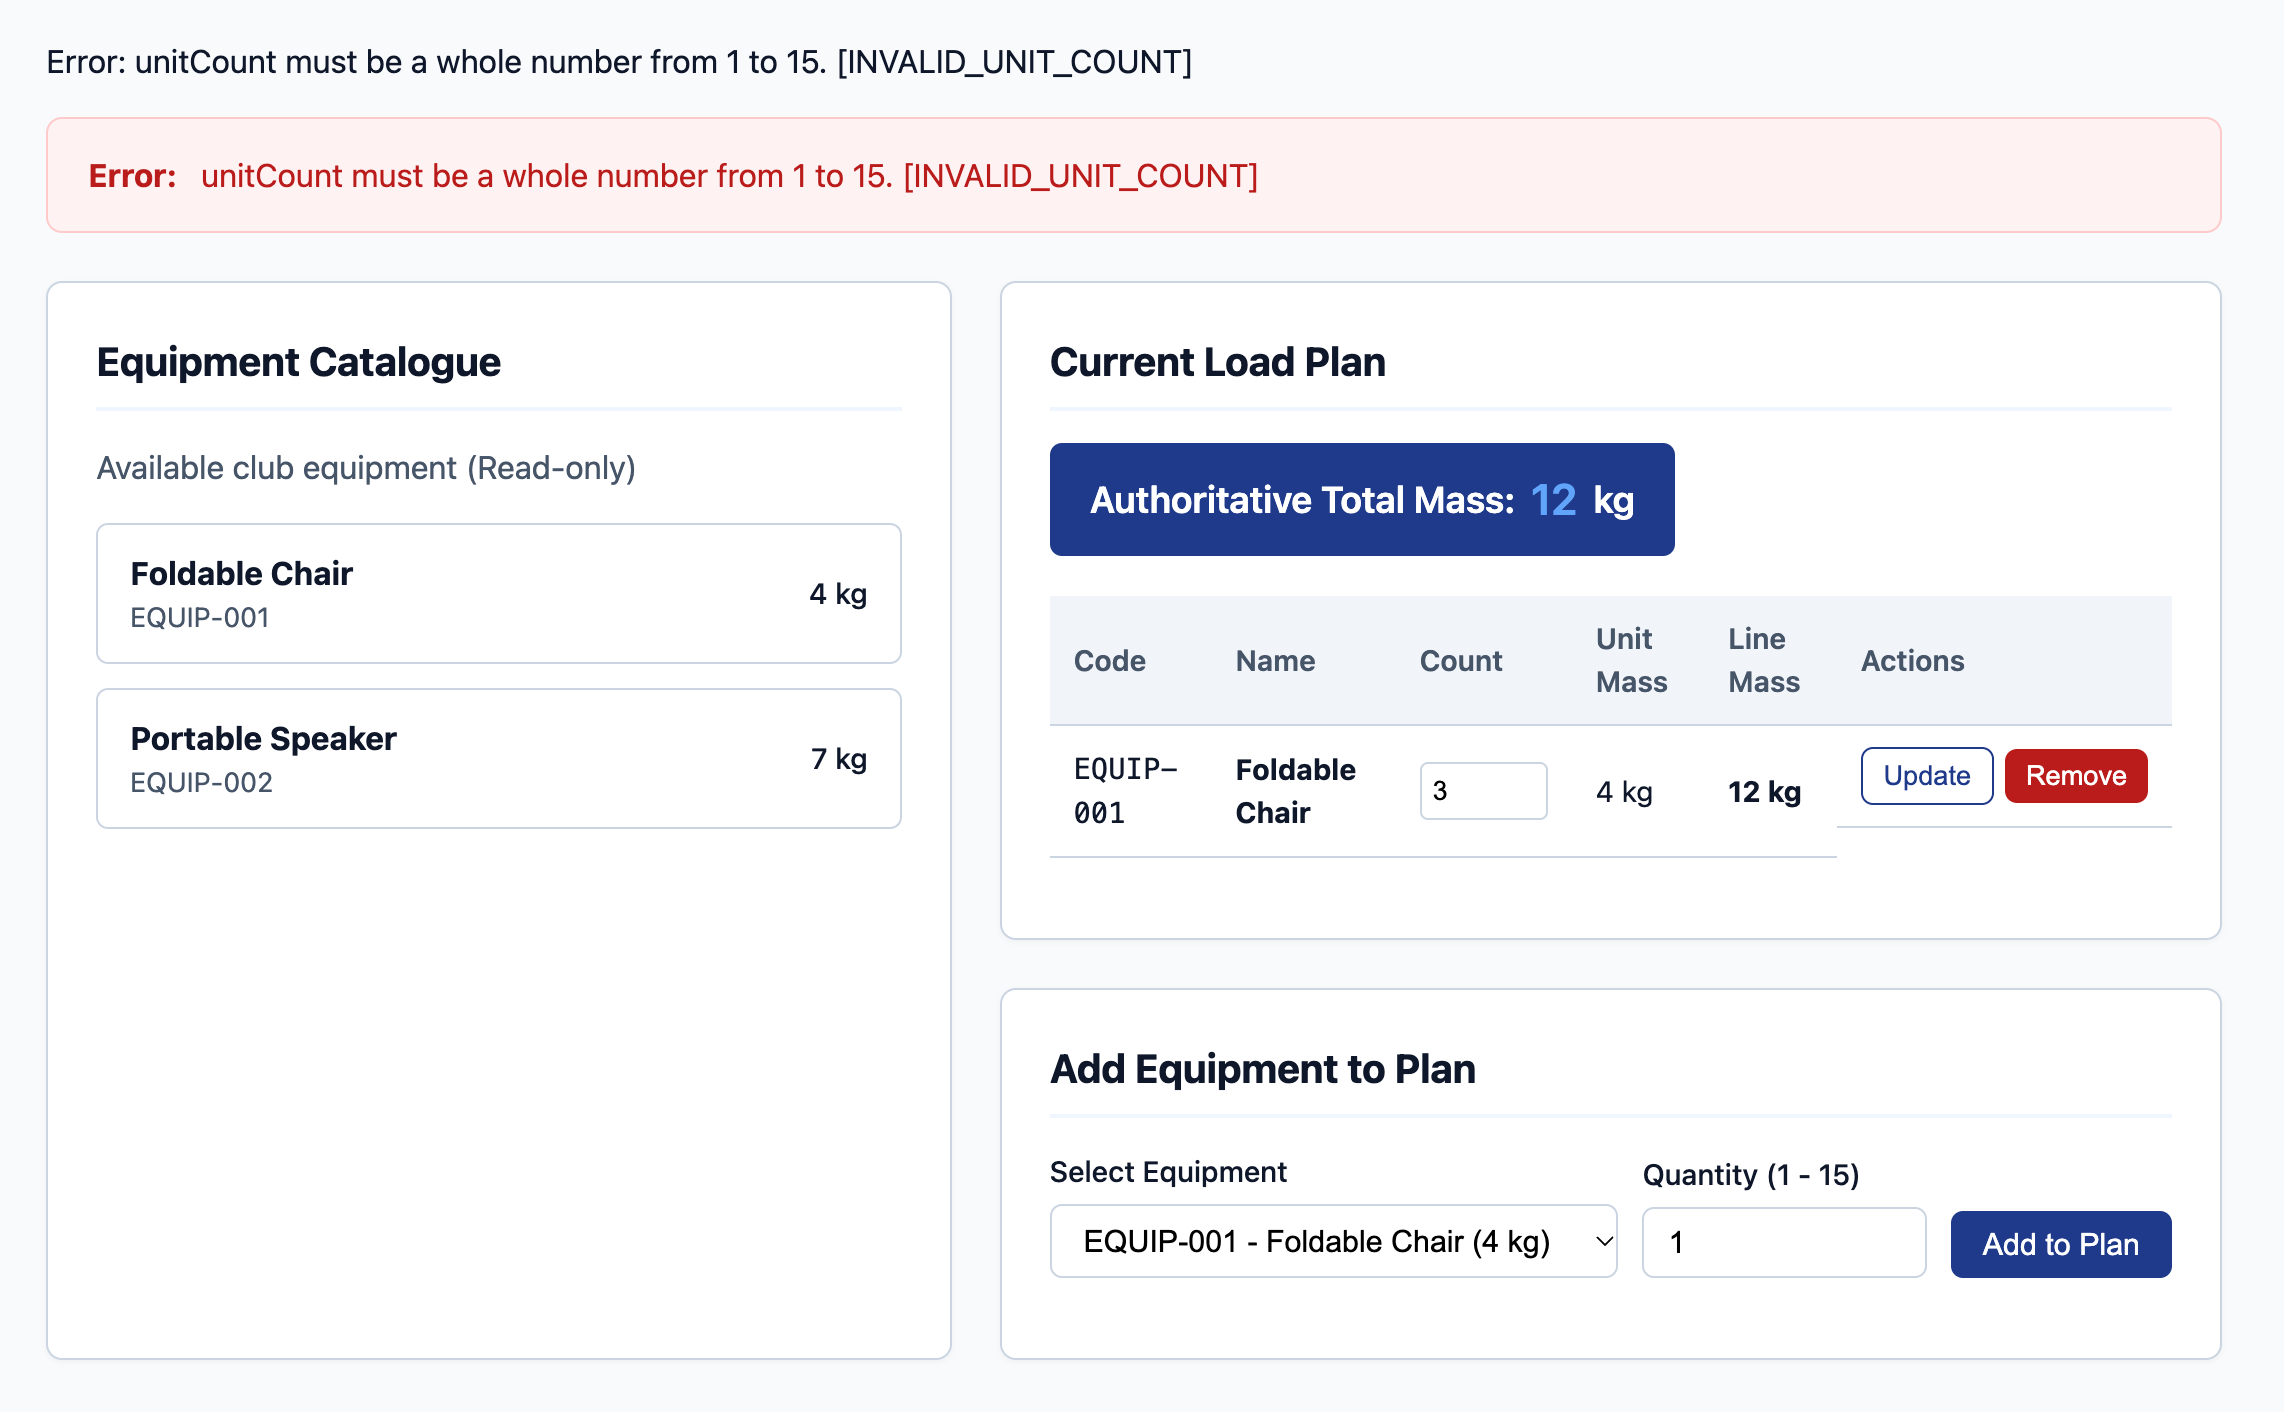 Error: unitCount must be a whole number from 1 to 15. [INVALID_UNIT_COUNT]
Error: unitCount must be a whole number from 1 to 15. [INVALID_UNIT_COUNT]
Equipment Catalogue
Available club equipment (Read-only)
Foldable Chair
EQUIP-001
4 kg
Portable Speaker
EQUIP-002
7 kg
Current Load Plan
Authoritative Total Mass: 12 kg
Code Name Count Unit Mass Line Mass Actions
EQUIP-001 Foldable Chair 3 4 kg 12 kg Update Remove
Add Equipment to Plan
Select Equipment
EQUIP-001 - Foldable Chair (4 kg)
Quantity (1 - 15)
1
Add to Plan